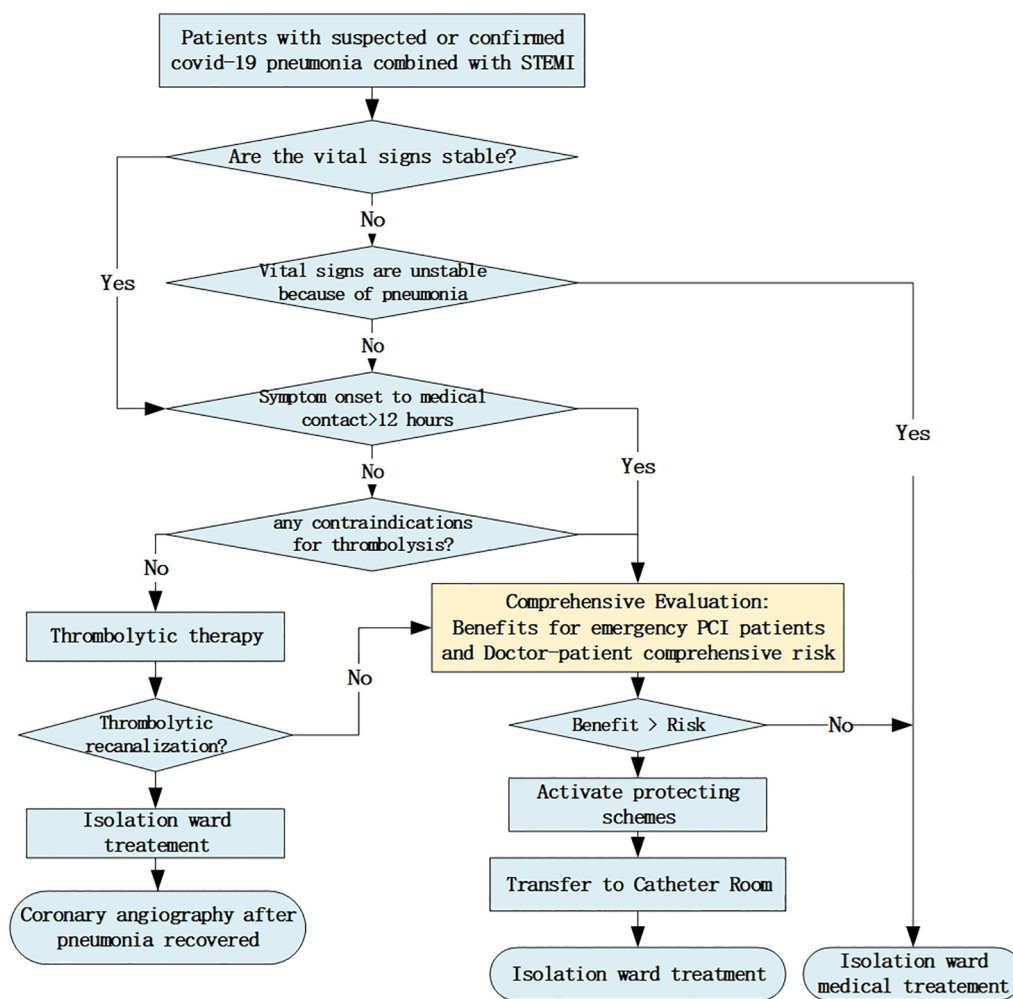 Patients with suspected or confirmed
covid-19 pneumonia combined with STEMI
Are the vital signs stable?
No
Yes
Vital signs are unstable
because of pneumonia
No
Symptom onset to medical
contact>12 hours
Yes
No
Yes
any contraindications
for thrombolysis?
No
Comprehensive Evaluation:
Benefits for emergency PCI patients
and Doctor-patient comprehensive risk
Thrombolytic therapy
No
Thrombolytic
recanalization?
Benefit > Risk
No
Activate protecting
schemes
Isolation ward
treatement
Transfer to Catheter Room
Coronary angiography after
pneumonia recovered
Isolation ward treatment
Isolation ward
medical treatement